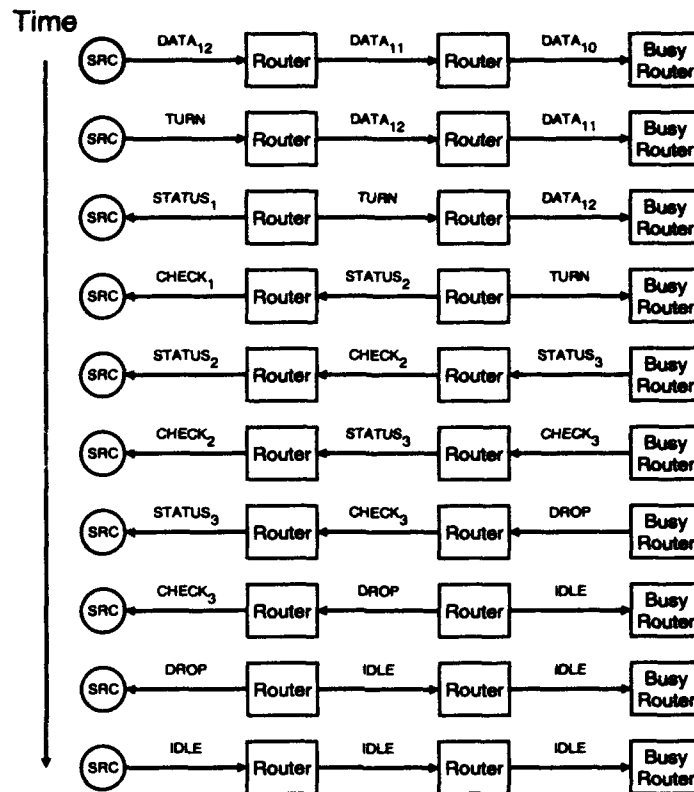 Time
SRC DATA₁₂ Router DATA₁₁ Router DATA₁₀ Busy Router
SRC TURN Router DATA₁₂ Router DATA₁₁ Busy Router
SRC STATUS₁ Router TURN Router DATA₁₂ Busy Router
SRC CHECK₁ Router STATUS₂ Router TURN Busy Router
SRC STATUS₂ Router CHECK₂ Router STATUS₃ Busy Router
SRC CHECK₂ Router STATUS₃ Router CHECK₃ Busy Router
SRC STATUS₃ Router CHECK₃ Router DROP Busy Router
SRC CHECK₃ Router DROP Router IDLE Busy Router
SRC DROP Router IDLE Router IDLE Busy Router
SRC IDLE Router IDLE Router IDLE Busy Router